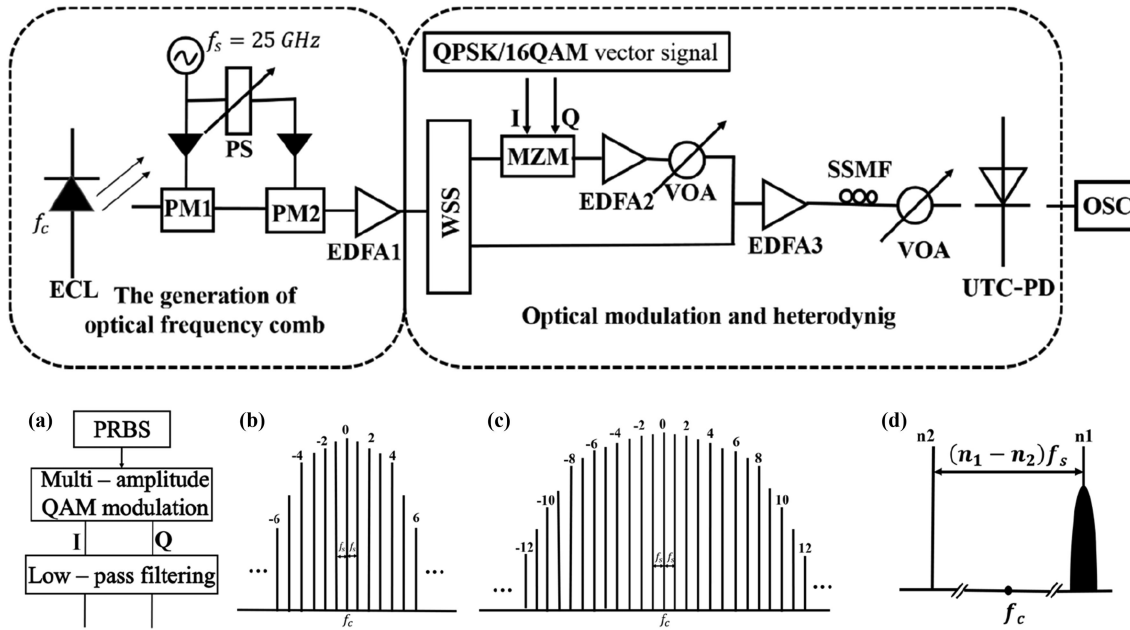 f_s = 25 GHz
PS
f_c
ECL
PM1
PM2
EDFA1
The generation of
optical frequency comb
QPSK/16QAM vector signal
I
Q
WSS
MZM
EDFA2
VOA
EDFA3
SSMF
VOA
UTC-PD
OSC
Optical modulation and heterodynig
(a)
PRBS
Multi – amplitude
QAM modulation
I
Q
Low – pass filtering
(b)
-6
-4
-2
0
2
4
6
f_s
f_s
...
...
f_c
(c)
-12
-10
-8
-6
-4
-2
0
2
4
6
8
10
12
f_s
f_s
...
...
f_c
(d)
n2
n1
(n_1 − n_2)f_s
f_c